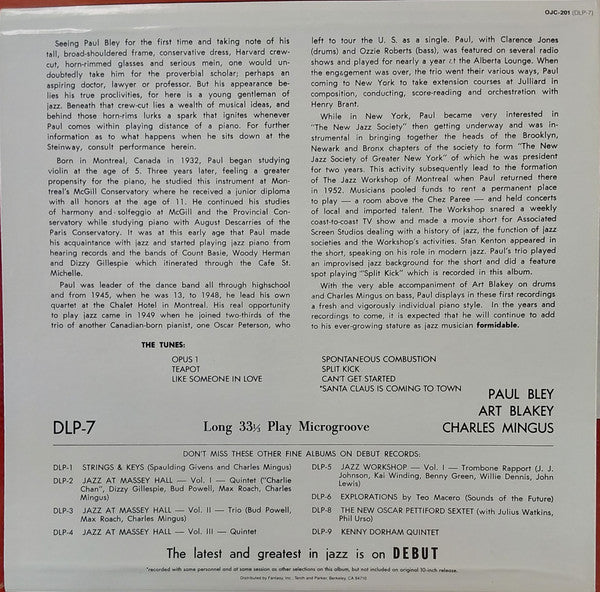 OJC-201 (DLP-7)
Seeing Paul Bley for the first time and taking note of his
tall, broad-shouldered frame, conservative dress, Harvard crew-
cut, horn-rimmed glasses and serious mein, one would un-
doubtedly take him for the proverbial scholar; perhaps an
aspiring doctor, lawyer or professor. But his appearance be-
lies his true proclivities, for here is a young gentleman of
jazz. Beneath that crew-cut lies a wealth of musical ideas, and
behind those horn-rims lurks a spark that ignites whenever
Paul comes within playing distance of a piano. For further
information as to what happens when he sits down at the
Steinway, consult performance herein.
Born in Montreal, Canada in 1932, Paul began studying
violin at the age of 5. Three years later, feeling a greater
propensity for the piano, he studied this instrument at Mon-
treal's McGill Conservatory where he received a junior diploma
with all honors at the age of 11. He continued his studies
of harmony and solfeggio at McGill and the Provincial Con-
servatory while studying piano with August Descarries of the
Paris Conservatory. It was at this early age that Paul made
his acquaintance with jazz and started playing jazz piano from
hearing records and the bands of Count Basie, Woody Herman
and Dizzy Gillespie which itinerated through the Cafe St.
Michelle.
Paul was leader of the dance band all through highschool
and from 1945, when he was 13, to 1948, he lead his own
quartet at the Chalet Hotel in Montreal. His real opportunity
to play jazz came in 1949 when he joined two-thirds of the
trio of another Canadian-born pianist, one Oscar Peterson, who
left to tour the U. S. as a single. Paul, with Clarence Jones
(drums) and Ozzie Roberts (bass), was featured on several radio
shows and played for nearly a year at the Alberta Lounge. When
the engagement was over, the trio went their various ways, Paul
coming to New York to take extension courses at Julliard in
composition, conducting, score-reading and orchestration with
Henry Brant.
While in New York, Paul became very interested in
"The New Jazz Society" then getting underway and was in-
strumental in bringing together the heads of the Brooklyn,
Newark and Bronx chapters of the society to form "The New
Jazz Society of Greater New York" of which he was president
for two years. This activity subsequently lead to the formation
of The Jazz Workshop of Montreal when Paul returned there
in 1952. Musicians pooled funds to rent a permanent place
to play — a room above the Chez Paree — and held concerts
of local and imported talent. The Workshop snared a weekly
coast-to-coast TV show and made a movie short for Associated
Screen Studios dealing with a history of jazz, the function of jazz
societies and the Workshop's activities. Stan Kenton appeared in
the short, speaking on his role in modern jazz. Paul's trio played
an improvised jazz background for the short and did a feature
spot playing "Split Kick" which is recorded in this album.
With the very able accompaniment of Art Blakey on drums
and Charles Mingus on bass, Paul displays in these first recordings
a fresh and vigorously individual piano style. In the years and
recordings to come, it is expected that he will continue to add
to his ever-growing stature as jazz musician formidable.
THE TUNES:
OPUS 1
TEAPOT
LIKE SOMEONE IN LOVE
SPONTANEOUS COMBUSTION
SPLIT KICK
CAN'T GET STARTED
*SANTA CLAUS IS COMING TO TOWN
PAUL BLEY
ART BLAKEY
CHARLES MINGUS
DLP-7
Long 33⅓ Play Microgroove
DON'T MISS THESE OTHER FINE ALBUMS ON DEBUT RECORDS:
DLP-1 STRINGS & KEYS (Spaulding Givens and Charles Mingus)
DLP-2 JAZZ AT MASSEY HALL — Vol. I — Quintet ("Charlie
Chan", Dizzy Gillespie, Bud Powell, Max Roach, Charles
Mingus)
DLP-3 JAZZ AT MASSEY HALL — Vol. II — Trio (Bud Powell,
Max Roach, Charles Mingus)
DLP-4 JAZZ AT MASSEY HALL — Vol. III — Quintet
DLP-5 JAZZ WORKSHOP — Vol. I — Trombone Rapport (J. J.
Johnson, Kai Winding, Benny Green, Willie Dennis, John
Lewis)
DLP-6 EXPLORATIONS by Teo Macero (Sounds of the Future)
DLP-8 THE NEW OSCAR PETTIFORD SEXTET (with Julius Watkins,
Phil Urso)
DLP-9 KENNY DORHAM QUINTET
The latest and greatest in jazz is on DEBUT
*recorded with same personnel and at same session as other selections on this album, but not included on original 10-inch release.
Distributed by Fantasy, Inc., Tenth and Parker, Berkeley, CA 94710